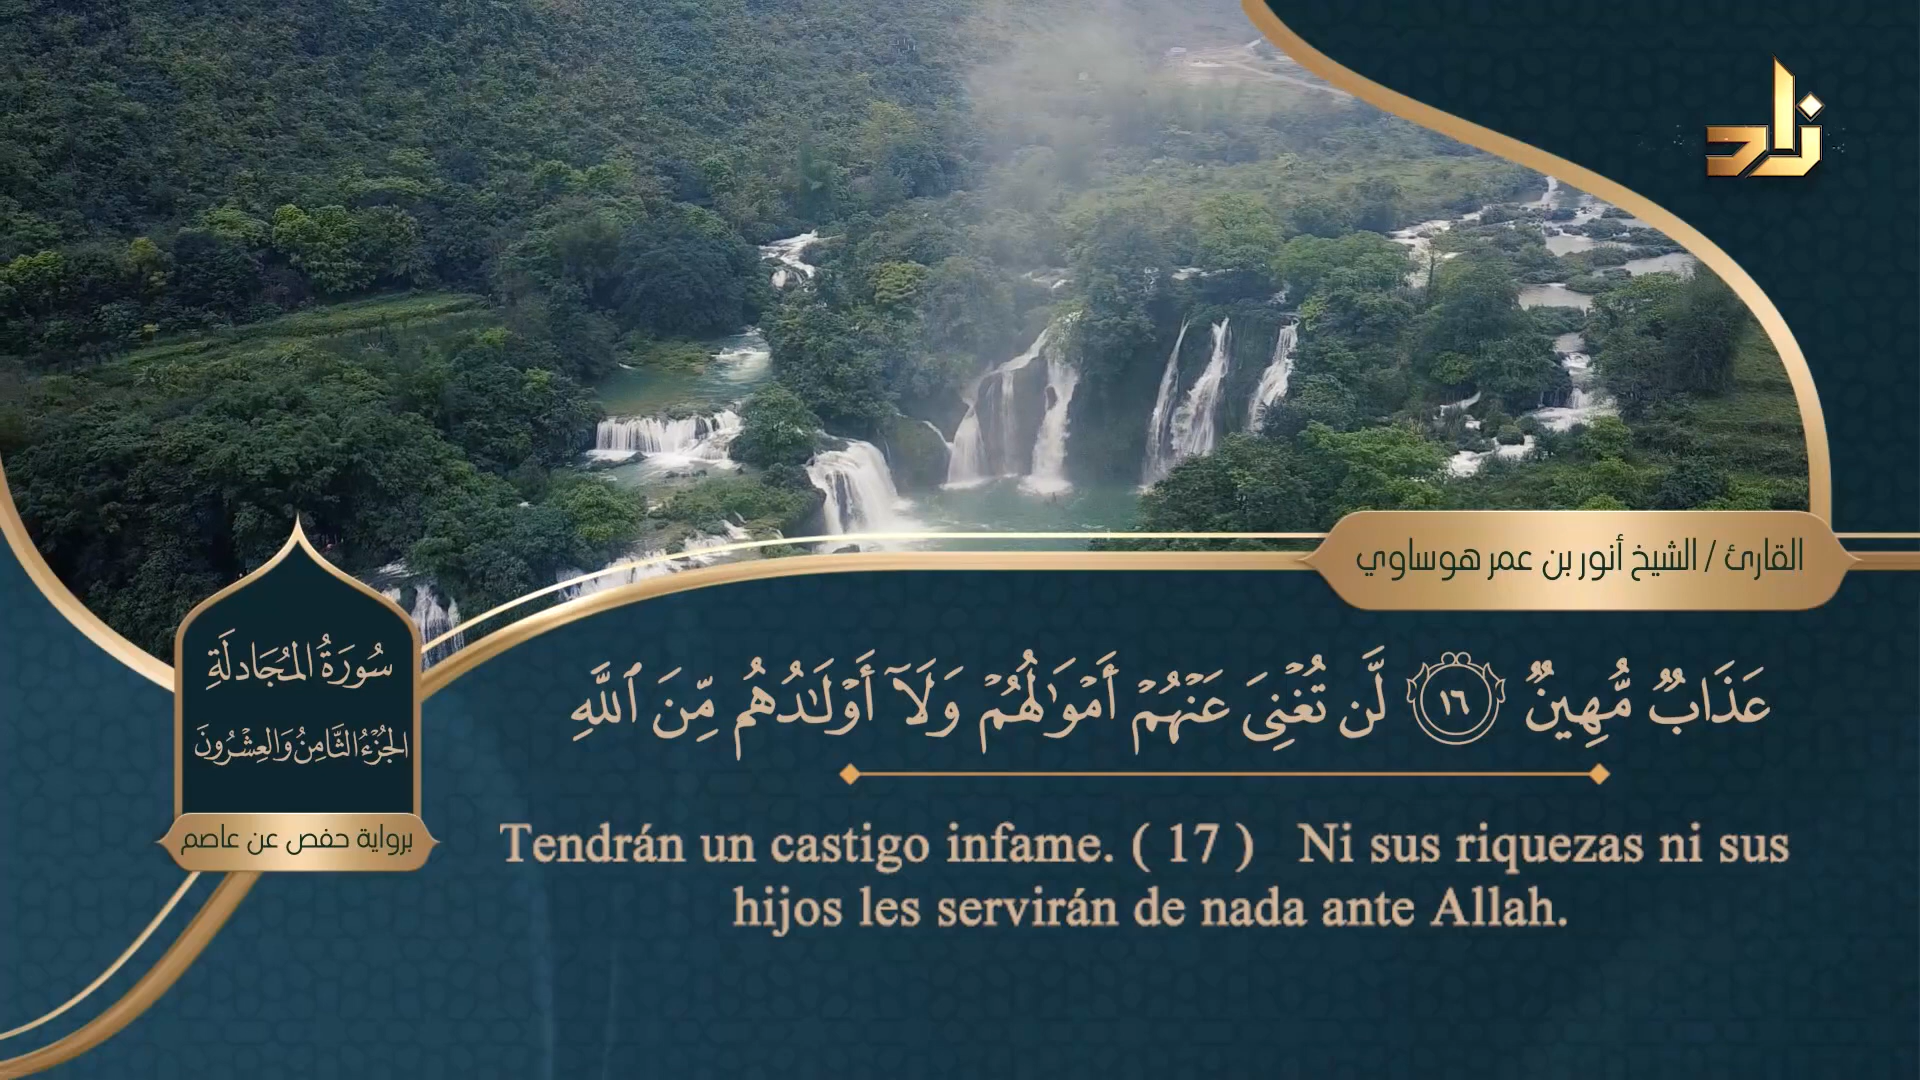 زاد
القارئ / الشيخ أنور بن عمر هوساوي
سُورَةُ المُجَادلَةِ
الجُزْءُ الثَّامِنُ وَالعِشْرُونَ
برواية حفص عن عاصم
عَذَابٌ مُّهِينٌ ١٦ لَّن تُغْنِىَ عَنْهُمْ أَمْوَٰلُهُمْ وَلَآ أَوْلَـٰدُهُم مِّنَ ٱللَّهِ
Tendrán un castigo infame. ( 17 ) Ni sus riquezas ni sus
hijos les servirán de nada ante Allah.